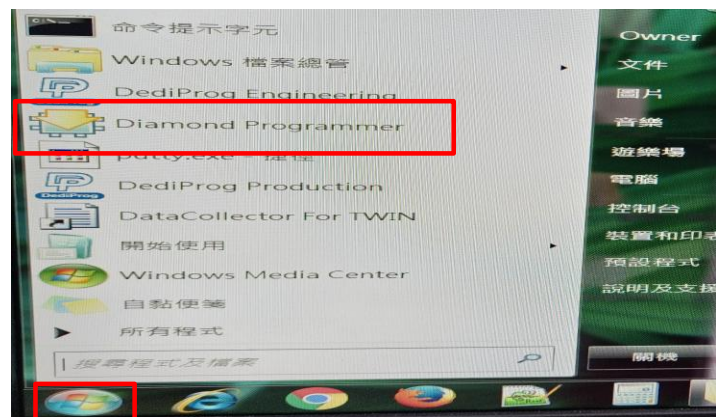 命令提示字元
Windows 檔案總管
DediProg Engineering
Diamond Programmer
putty.exe - 捷徑
DediProg Production
DataCollector For TWIN
開始使用
Windows Media Center
自黏便箋
所有程式
搜尋程式及檔案
Owner
文件
圖片
音樂
遊樂場
電腦
控制台
裝置和印表
預設程式
說明及支援
關機